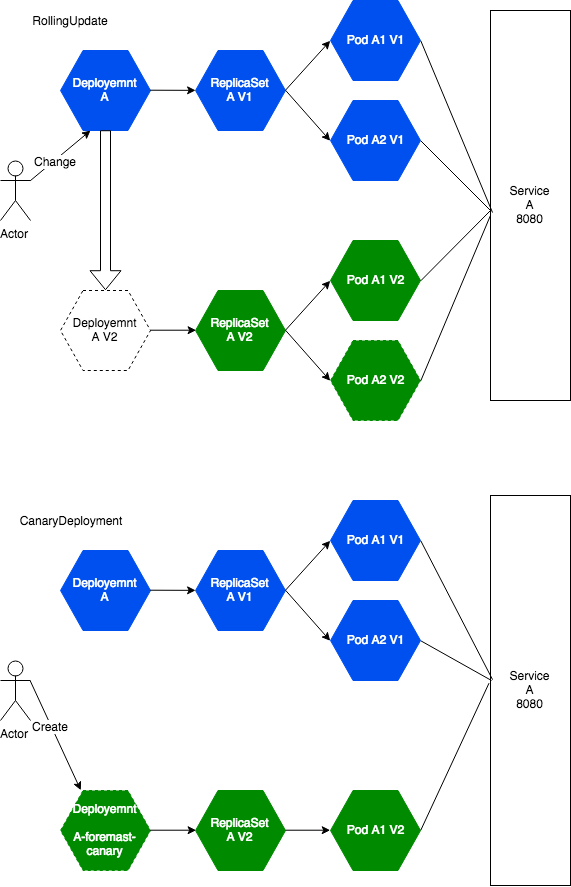 RollingUpdate
Deployemnt
A
ReplicaSet
A V1
Pod A1 V1
Pod A2 V1
Change
Actor
Service
A
8080
Deployemnt
A V2
ReplicaSet
A V2
Pod A1 V2
Pod A2 V2
CanaryDeployment
Deployemnt
A
ReplicaSet
A V1
Pod A1 V1
Pod A2 V1
Service
A
8080
Create
Actor
Deployemnt
A-foremast-
canary
ReplicaSet
A V2
Pod A1 V2